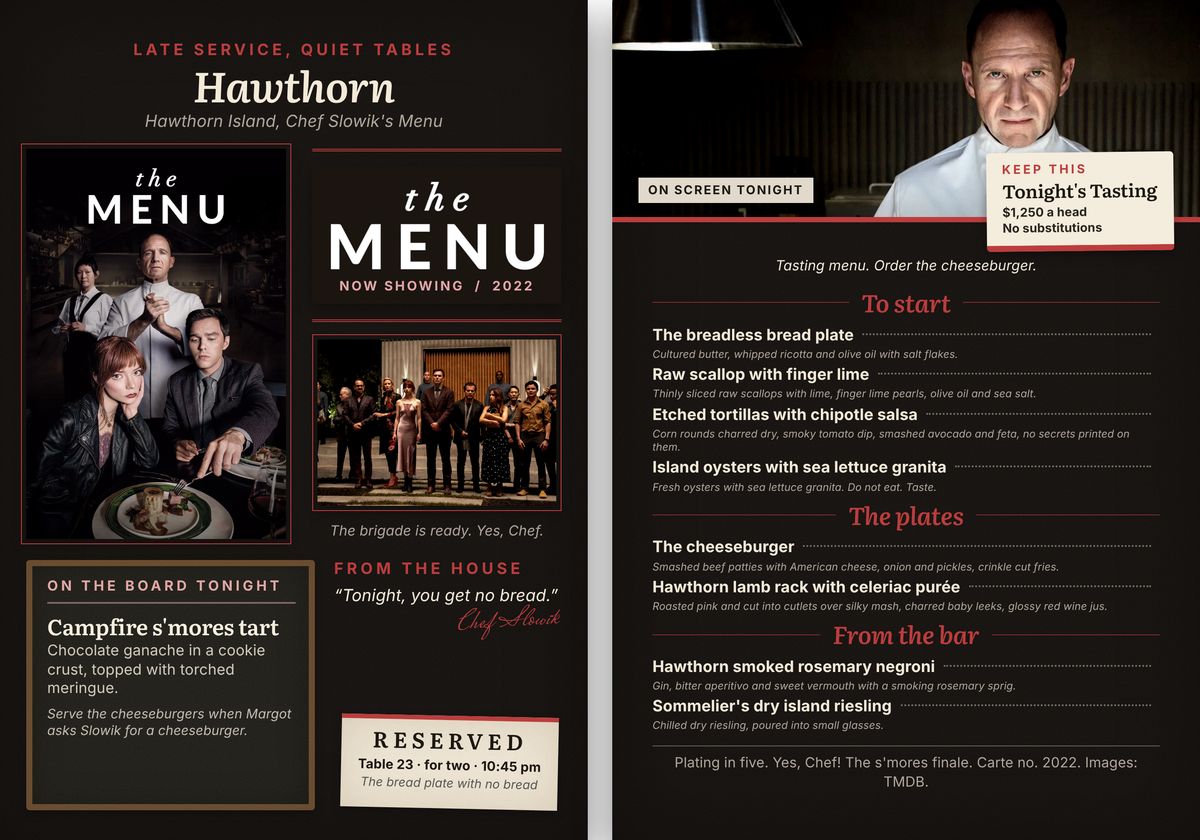 LATE SERVICE, QUIET TABLES
Hawthorn
Hawthorn Island, Chef Slowik's Menu
the
MENU
the
MENU
NOW SHOWING / 2022
The brigade is ready. Yes, Chef.
ON THE BOARD TONIGHT
Campfire s'mores tart
Chocolate ganache in a cookie
crust, topped with torched
meringue.
Serve the cheeseburgers when Margot
asks Slowik for a cheeseburger.
FROM THE HOUSE
“Tonight, you get no bread.”
Chef Slowik
RESERVED
Table 23 · for two · 10:45 pm
The bread plate with no bread
ON SCREEN TONIGHT
KEEP THIS
Tonight's Tasting
$1,250 a head
No substitutions
Tasting menu. Order the cheeseburger.
To start
The breadless bread plate
Cultured butter, whipped ricotta and olive oil with salt flakes.
Raw scallop with finger lime
Thinly sliced raw scallops with lime, finger lime pearls, olive oil and sea salt.
Etched tortillas with chipotle salsa
Corn rounds charred dry, smoky tomato dip, smashed avocado and feta, no secrets printed on
them.
Island oysters with sea lettuce granita
Fresh oysters with sea lettuce granita. Do not eat. Taste.
The plates
The cheeseburger
Smashed beef patties with American cheese, onion and pickles, crinkle cut fries.
Hawthorn lamb rack with celeriac purée
Roasted pink and cut into cutlets over silky mash, charred baby leeks, glossy red wine jus.
From the bar
Hawthorn smoked rosemary negroni
Gin, bitter aperitivo and sweet vermouth with a smoking rosemary sprig.
Sommelier's dry island riesling
Chilled dry riesling, poured into small glasses.
Plating in five. Yes, Chef! The s'mores finale. Carte no. 2022. Images:
TMDB.